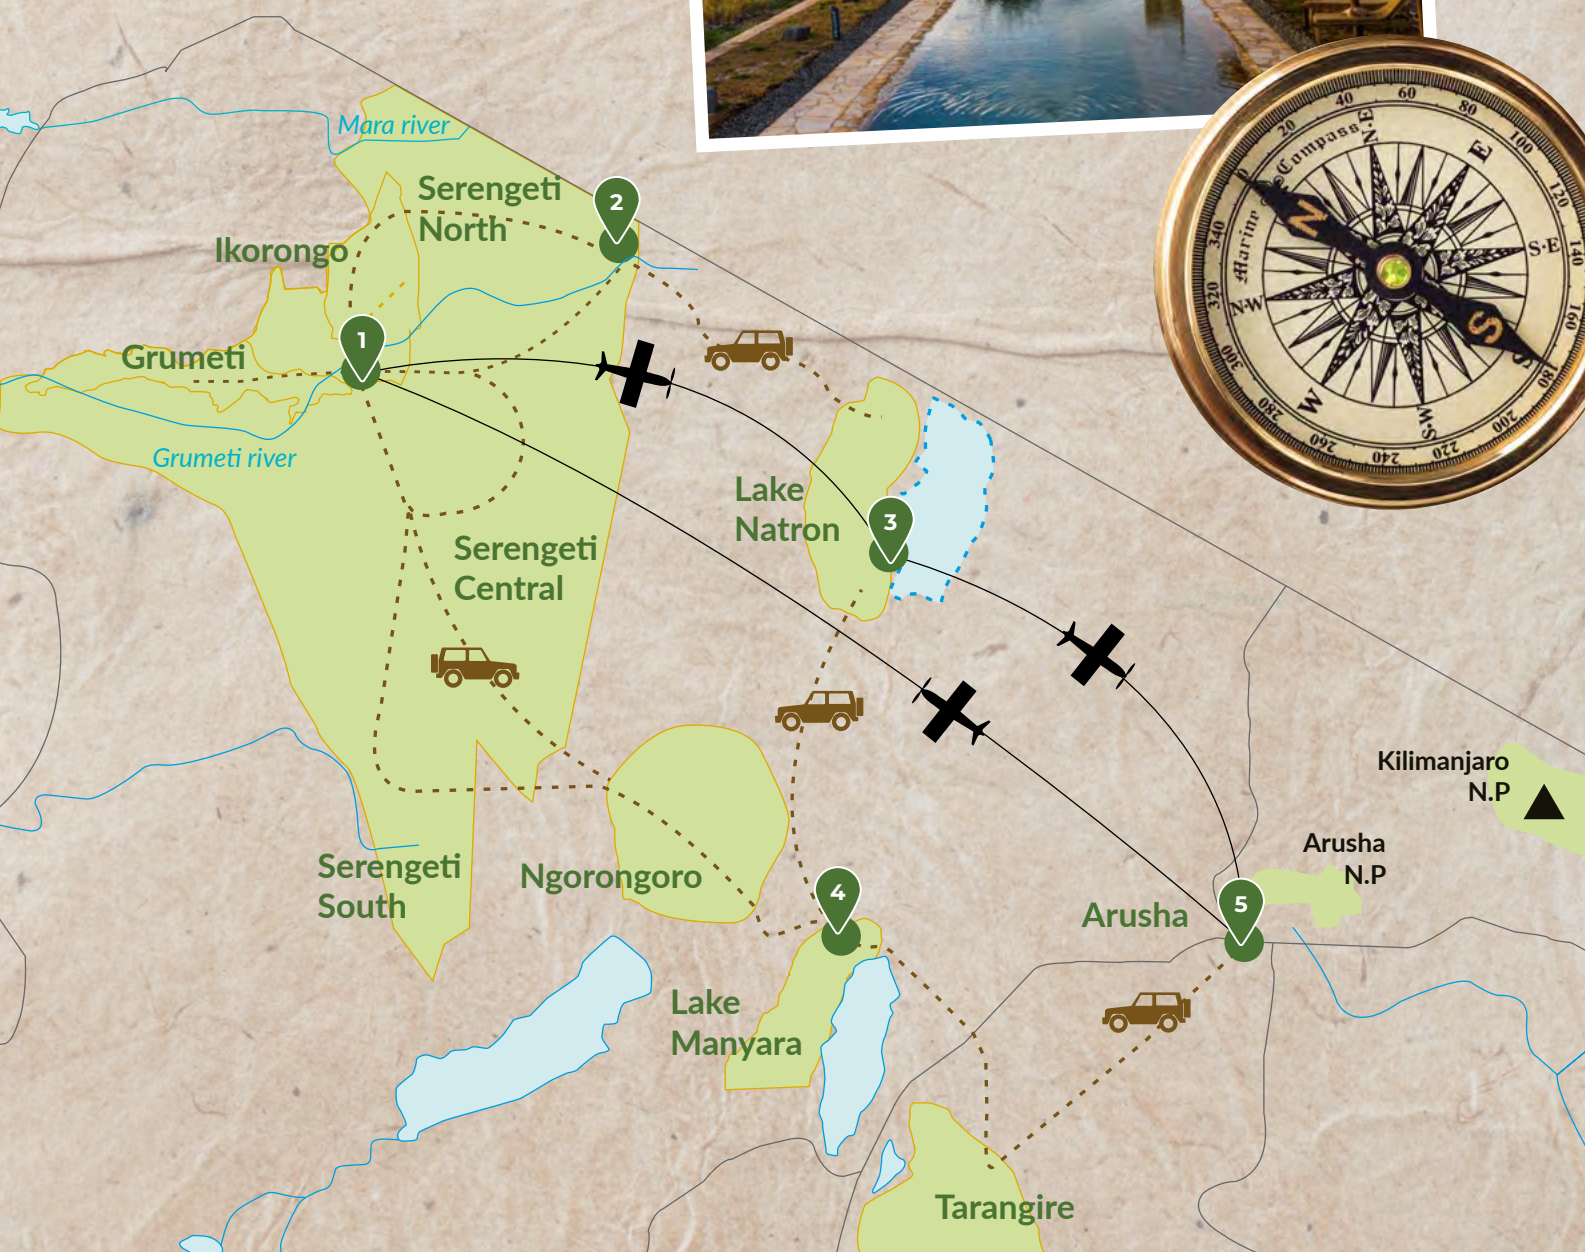 Mara river
Serengeti
North
2
Ikorongo
1
Grumeti
Grumeti river
Lake
Natron
3
Serengeti
Central
Kilimanjaro
N.P
Arusha
N.P
Serengeti
South
Ngorongoro
4
Arusha
5
Lake
Manyara
Tarangire
Marine Compass
20
40
60
80
100
120
140
160
180
200
220
240
260
280
300
320
340
N·E
E
S·E
S
S·W
W
N·W
N
S